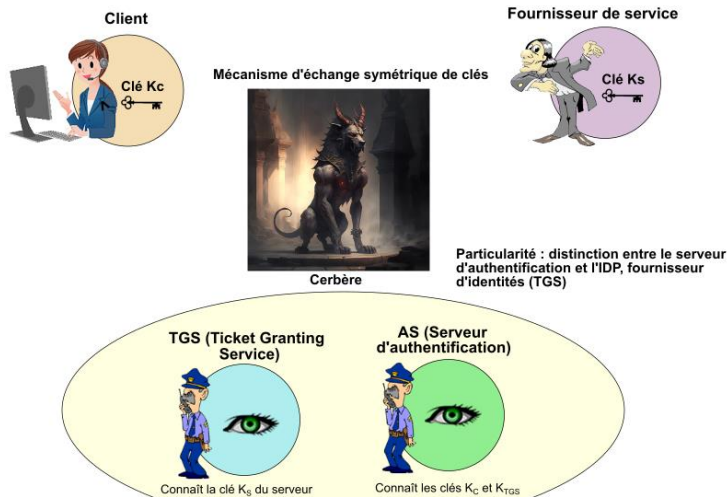 Client
Fournisseur de service
Clé Kc
Clé Ks
Mécanisme d'échange symétrique de clés
Cerbère
Particularité : distinction entre le serveur
d'authentification et l'IDP, fournisseur
d'identités (TGS)
TGS (Ticket Granting
Service)
AS (Serveur
d'authentification)
Connaît la clé KS du serveur
Connaît les clés KC et KTGS